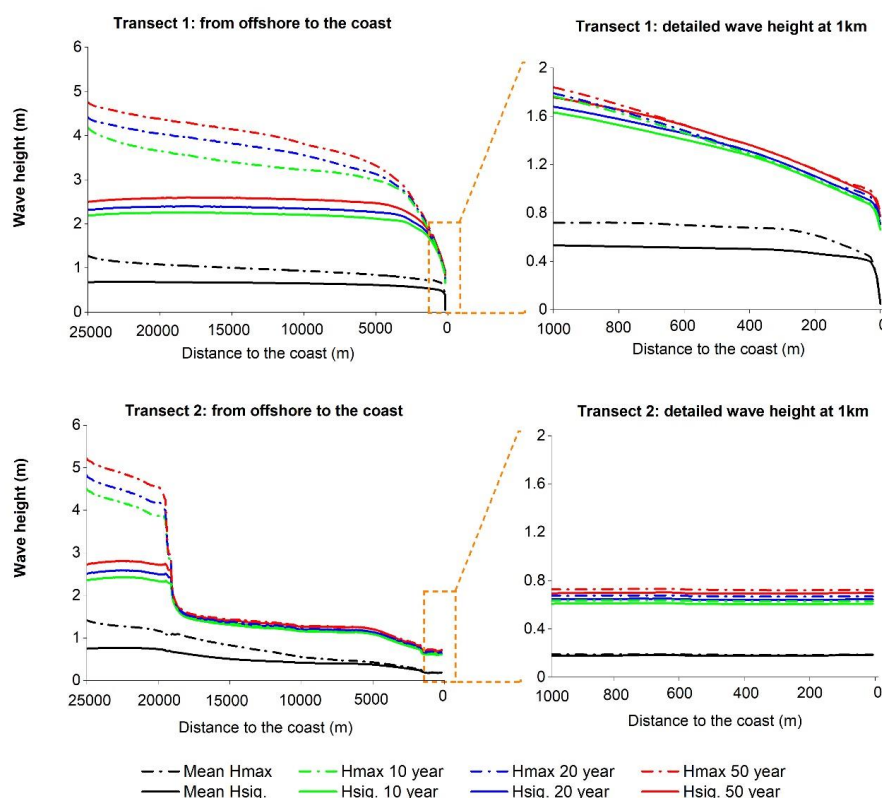 Transect 1: from offshore to the coast
Transect 1: detailed wave height at 1km
Wave height (m)
6
5
4
3
2
1
0
25000 20000 15000 10000 5000 0
Distance to the coast (m)
2
1.6
1.2
0.8
0.4
0
1000 800 600 400 200 0
Distance to the coast (m)
Transect 2: from offshore to the coast
Transect 2: detailed wave height at 1km
Wave height (m)
6
5
4
3
2
1
0
25000 20000 15000 10000 5000 0
Distance to the coast (m)
2
1.6
1.2
0.8
0.4
0
1000 800 600 400 200 0
Distance to the coast (m)
Mean Hmax Hmax 10 year Hmax 20 year Hmax 50 year
Mean Hsig. Hsig. 10 year Hsig. 20 year Hsig. 50 year